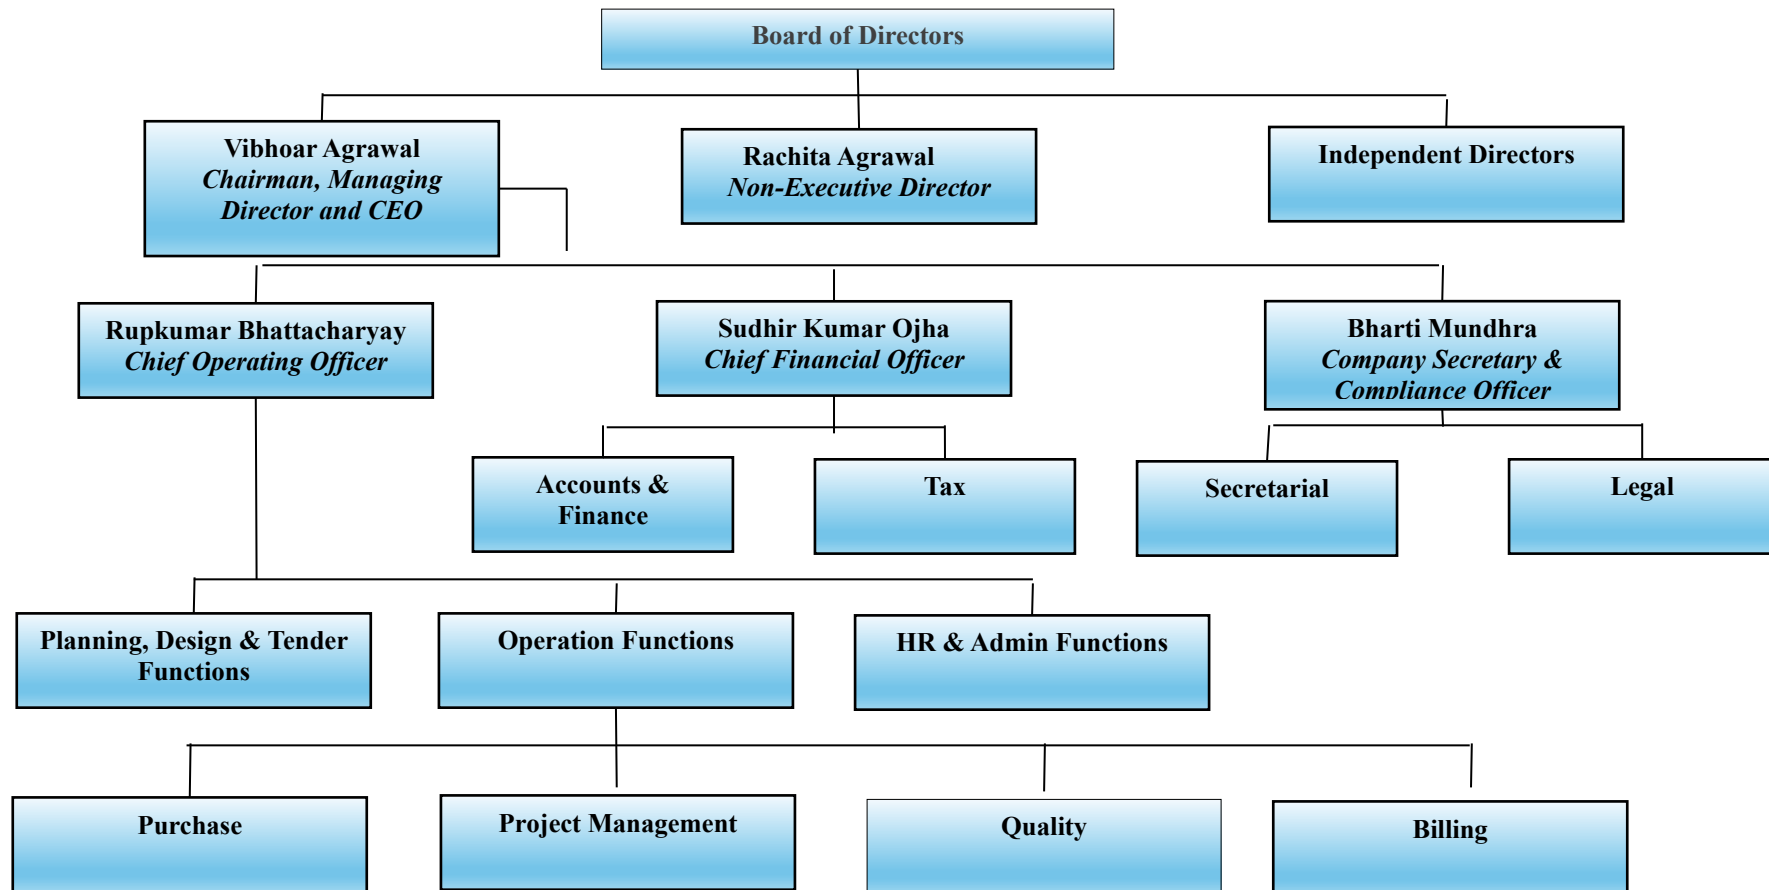 Board of Directors
Vibhoar Agrawal
Chairman, Managing
Director and CEO
Rachita Agrawal
Non-Executive Director
Independent Directors
Rupkumar Bhattacharyay
Chief Operating Officer
Sudhir Kumar Ojha
Chief Financial Officer
Bharti Mundhra
Company Secretary &
Compliance Officer
Accounts &
Finance
Tax
Secretarial
Legal
Planning, Design & Tender
Functions
Operation Functions
HR & Admin Functions
Purchase
Project Management
Quality
Billing